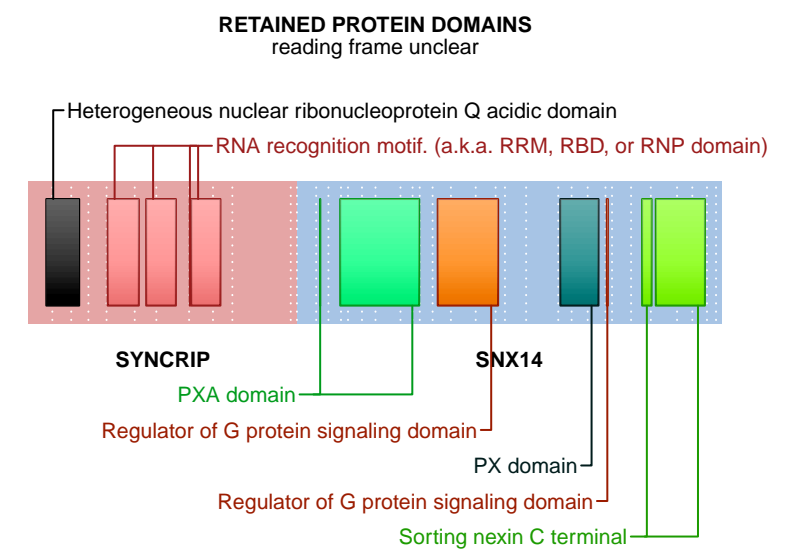 RETAINED PROTEIN DOMAINS
reading frame unclear
Heterogeneous nuclear ribonucleoprotein Q acidic domain
RNA recognition motif. (a.k.a. RRM, RBD, or RNP domain)
SYNCRIP
SNX14
PXA domain
Regulator of G protein signaling domain
PX domain
Regulator of G protein signaling domain
Sorting nexin C terminal